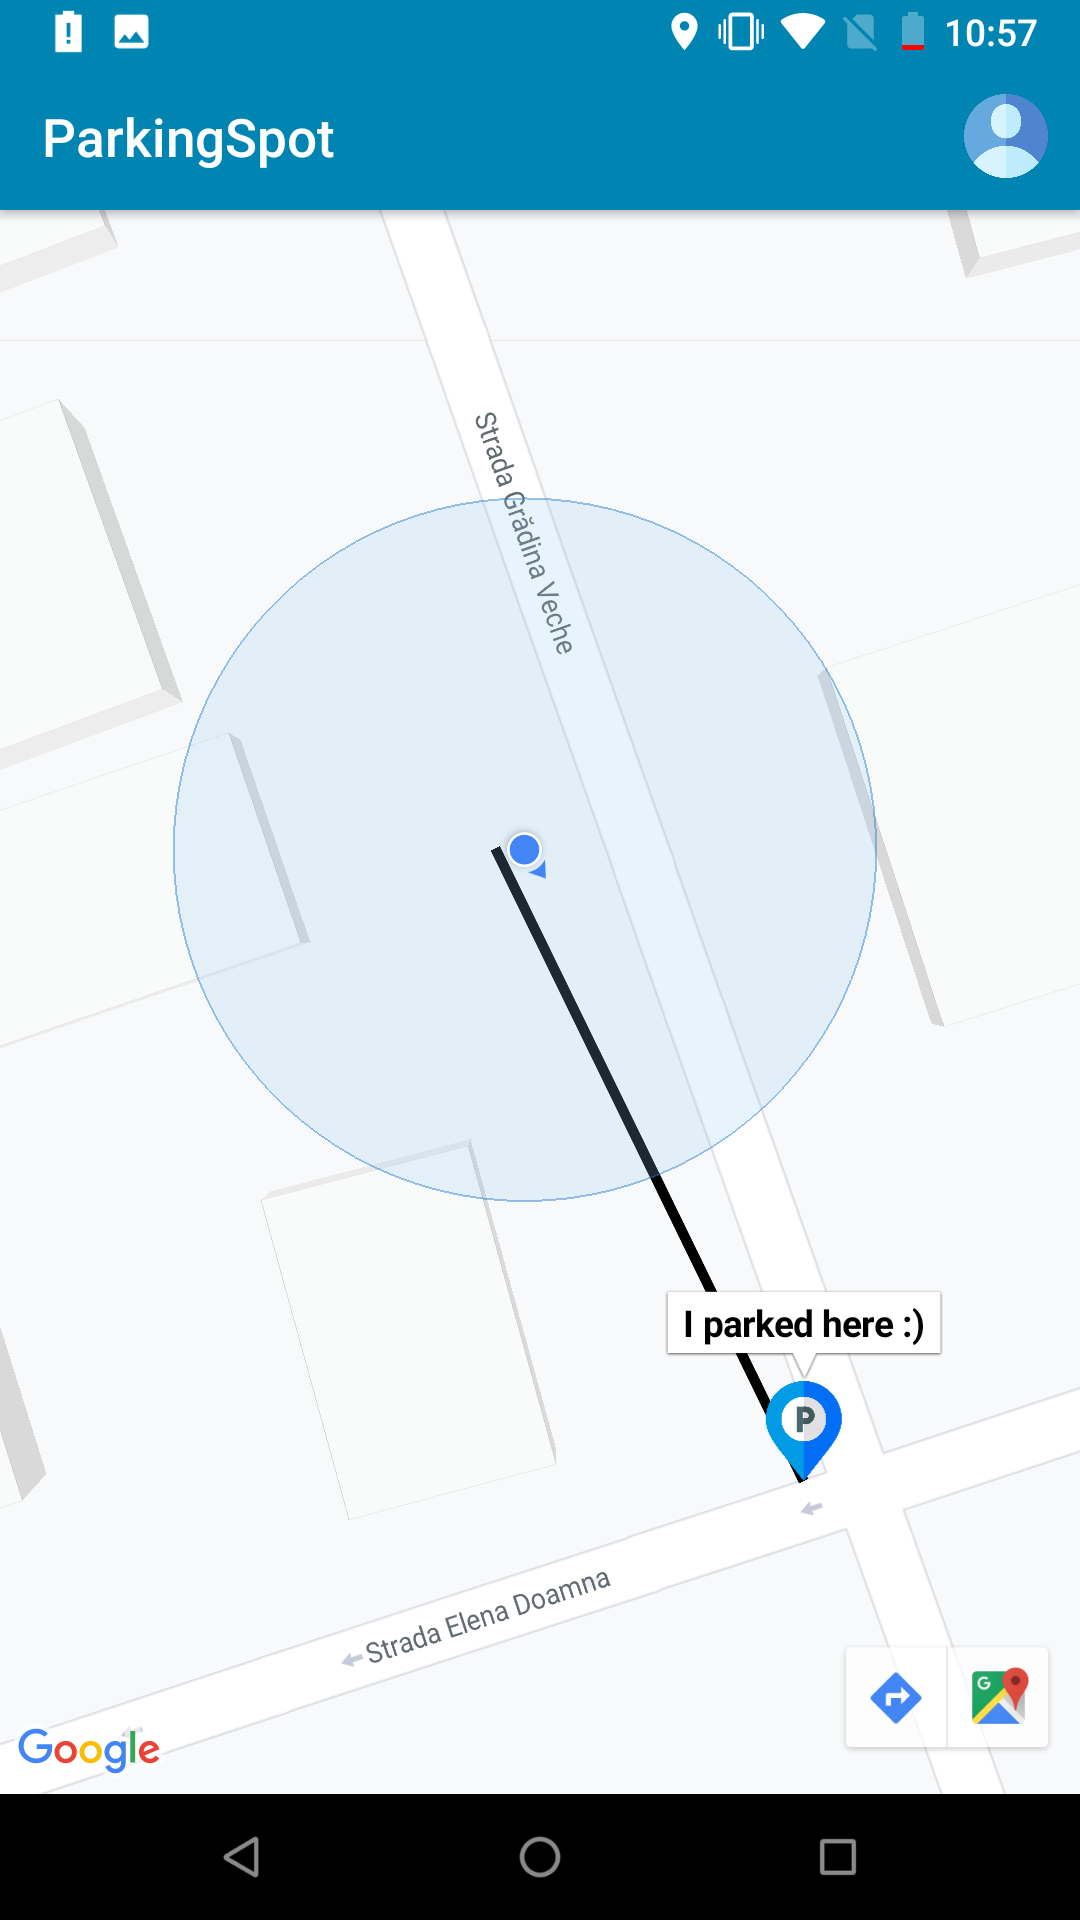 10:57
ParkingSpot
Strada Grădina Veche
I parked here :)
P
Strada Elena Doamna
G
Google